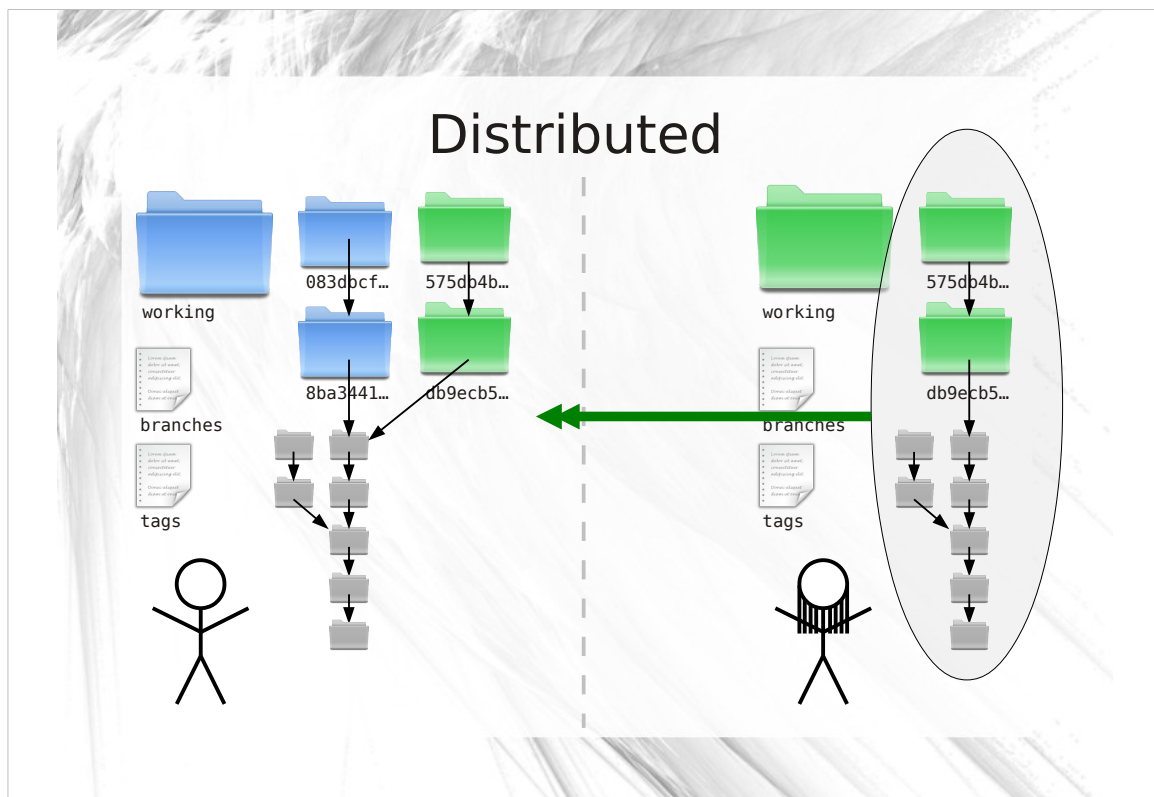 Distributed
083dbcf…
575db4b…
working
8ba3441…
db9ecb5…
branches
tags
575db4b…
working
db9ecb5…
branches
tags